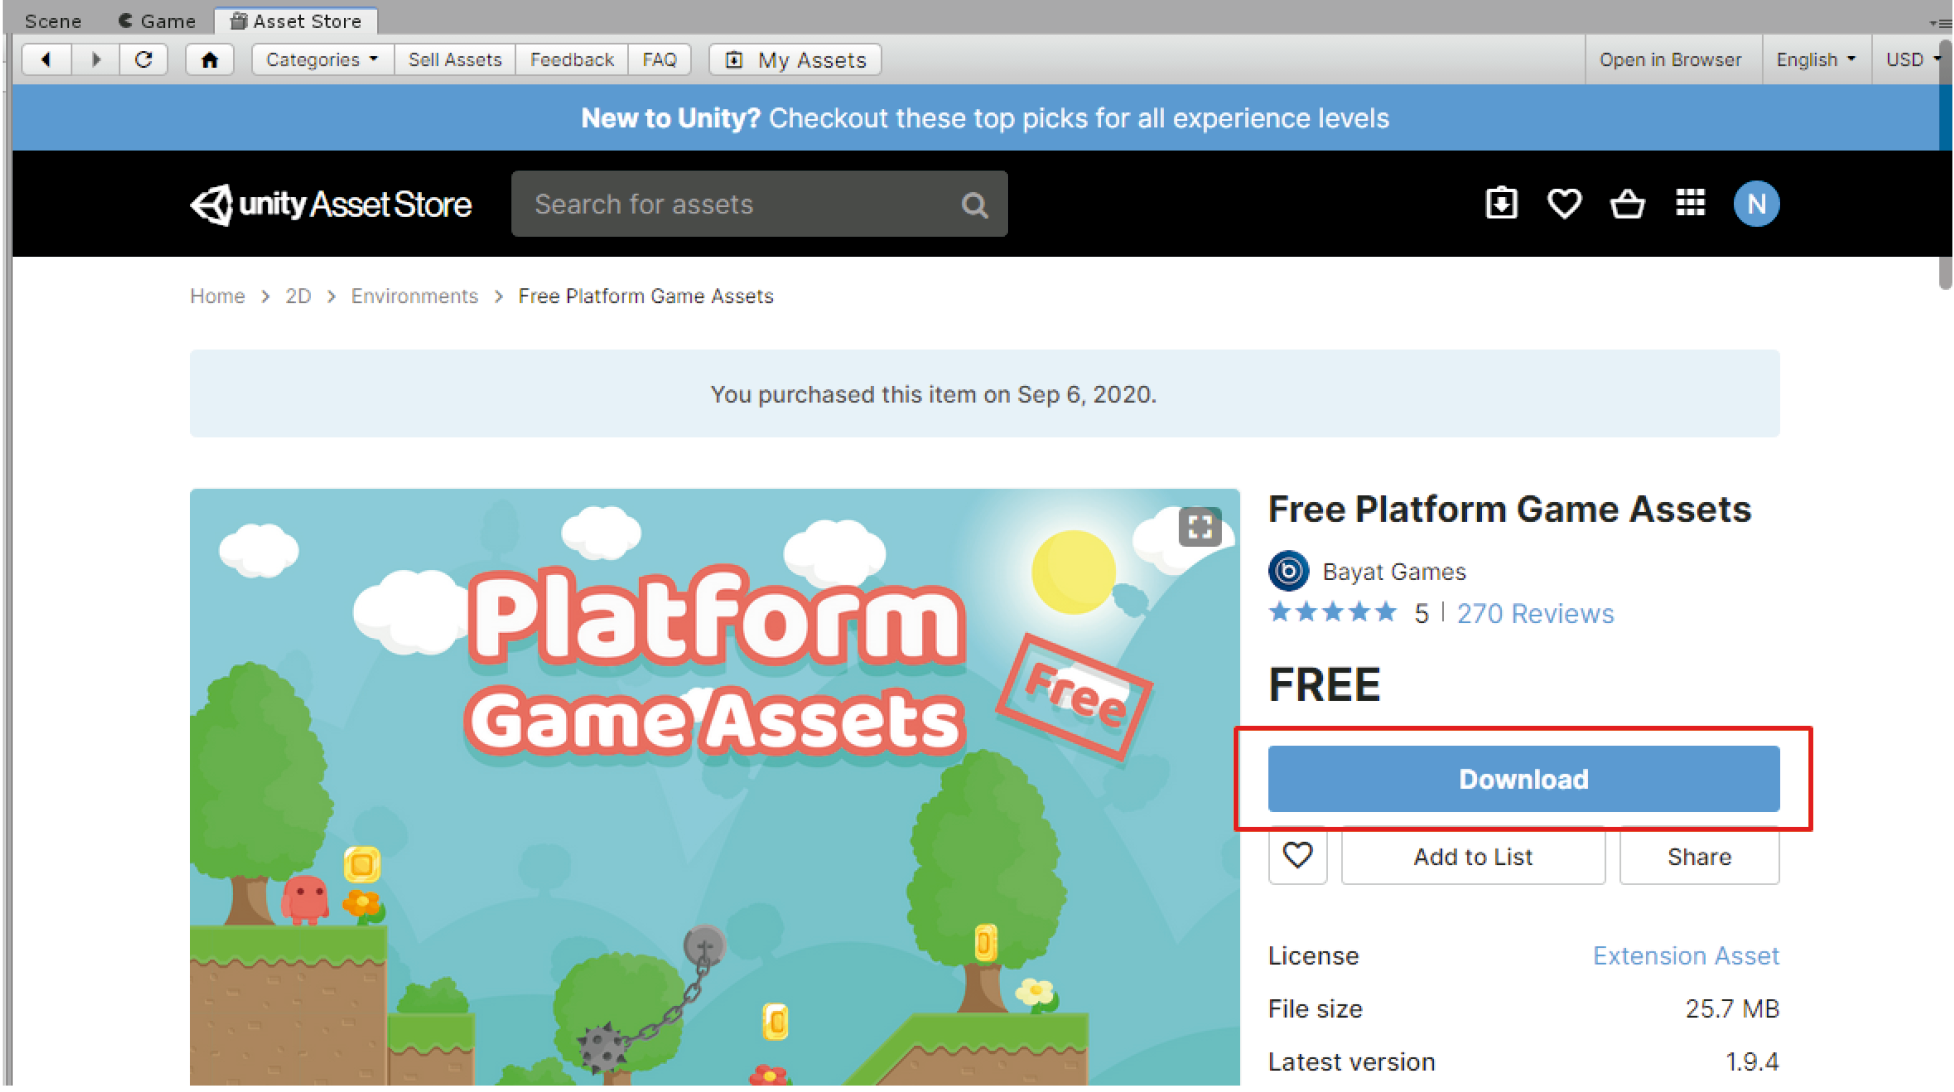 Scene Game Asset Store
Categories Sell Assets Feedback FAQ My Assets Open in Browser English USD
New to Unity? Checkout these top picks for all experience levels
unity Asset Store Search for assets N
Home > 2D > Environments > Free Platform Game Assets
You purchased this item on Sep 6, 2020.
Platform
Game Assets
Free
Free Platform Game Assets
b Bayat Games
5 | 270 Reviews
FREE
Download
Add to List Share
License Extension Asset
File size 25.7 MB
Latest version 1.9.4